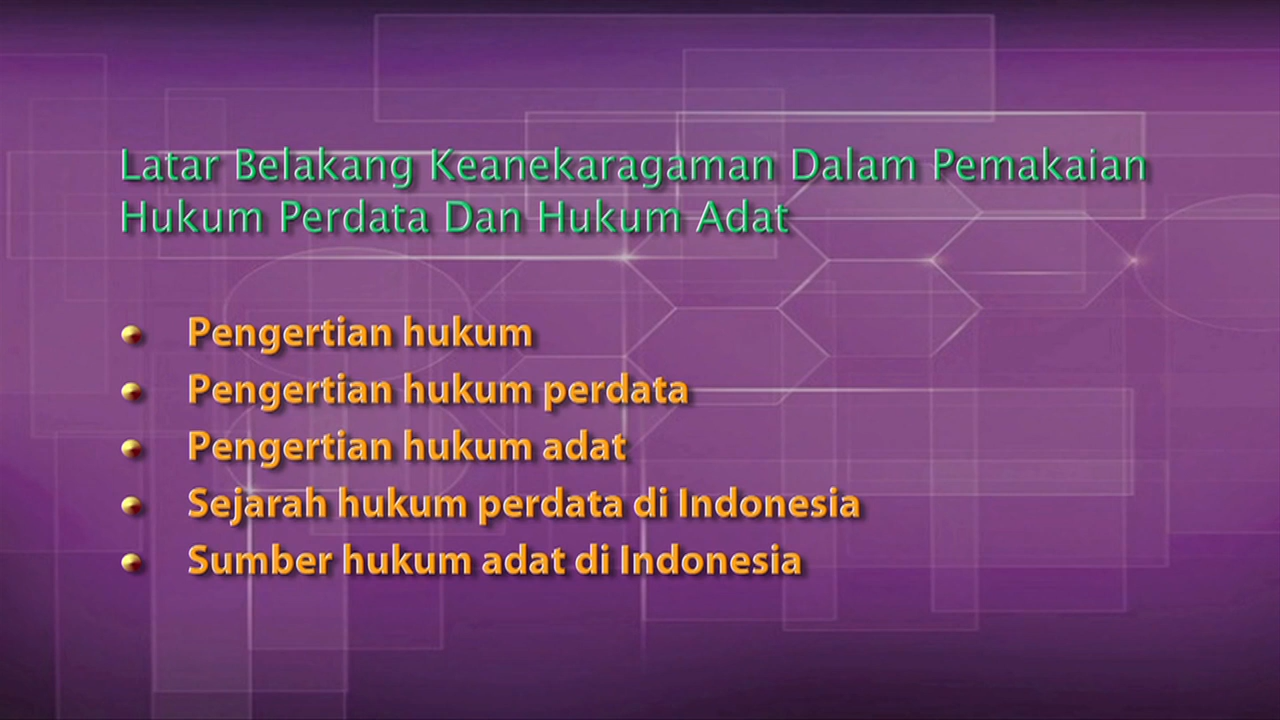 Latar Belakang Keanekaragaman Dalam Pemakaian
Hukum Perdata Dan Hukum Adat
Pengertian hukum
Pengertian hukum perdata
Pengertian hukum adat
Sejarah hukum perdata di Indonesia
Sumber hukum adat di Indonesia